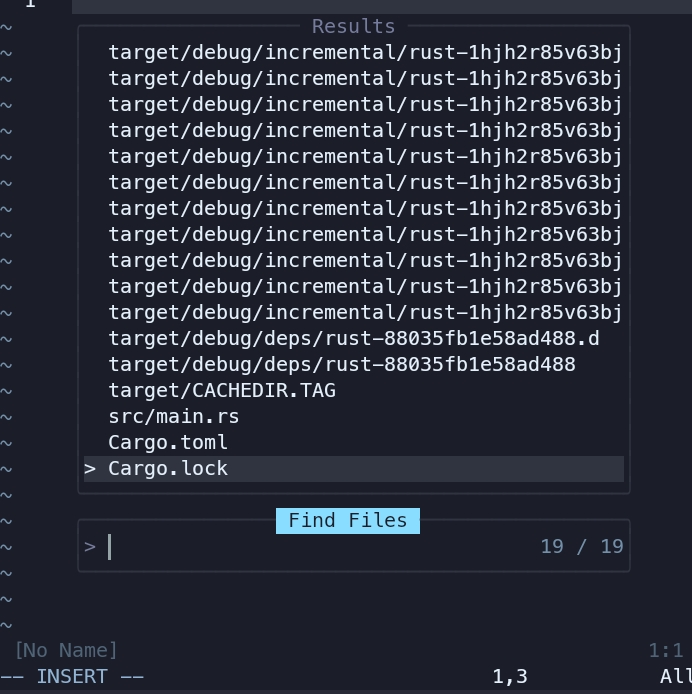 1
~
Results
~ target/debug/incremental/rust-1hjh2r85v63bj
~ target/debug/incremental/rust-1hjh2r85v63bj
~ target/debug/incremental/rust-1hjh2r85v63bj
~ target/debug/incremental/rust-1hjh2r85v63bj
~ target/debug/incremental/rust-1hjh2r85v63bj
~ target/debug/incremental/rust-1hjh2r85v63bj
~ target/debug/incremental/rust-1hjh2r85v63bj
~ target/debug/incremental/rust-1hjh2r85v63bj
~ target/debug/incremental/rust-1hjh2r85v63bj
~ target/debug/incremental/rust-1hjh2r85v63bj
~ target/debug/incremental/rust-1hjh2r85v63bj
~ target/debug/deps/rust-88035fb1e58ad488.d
~ target/debug/deps/rust-88035fb1e58ad488
~ target/CACHEDIR.TAG
~ src/main.rs
~ Cargo.toml
~ > Cargo.lock
~
~ Find Files
~ > 19 / 19
~
~
~
[No Name] 1:1
-- INSERT -- 1,3 All